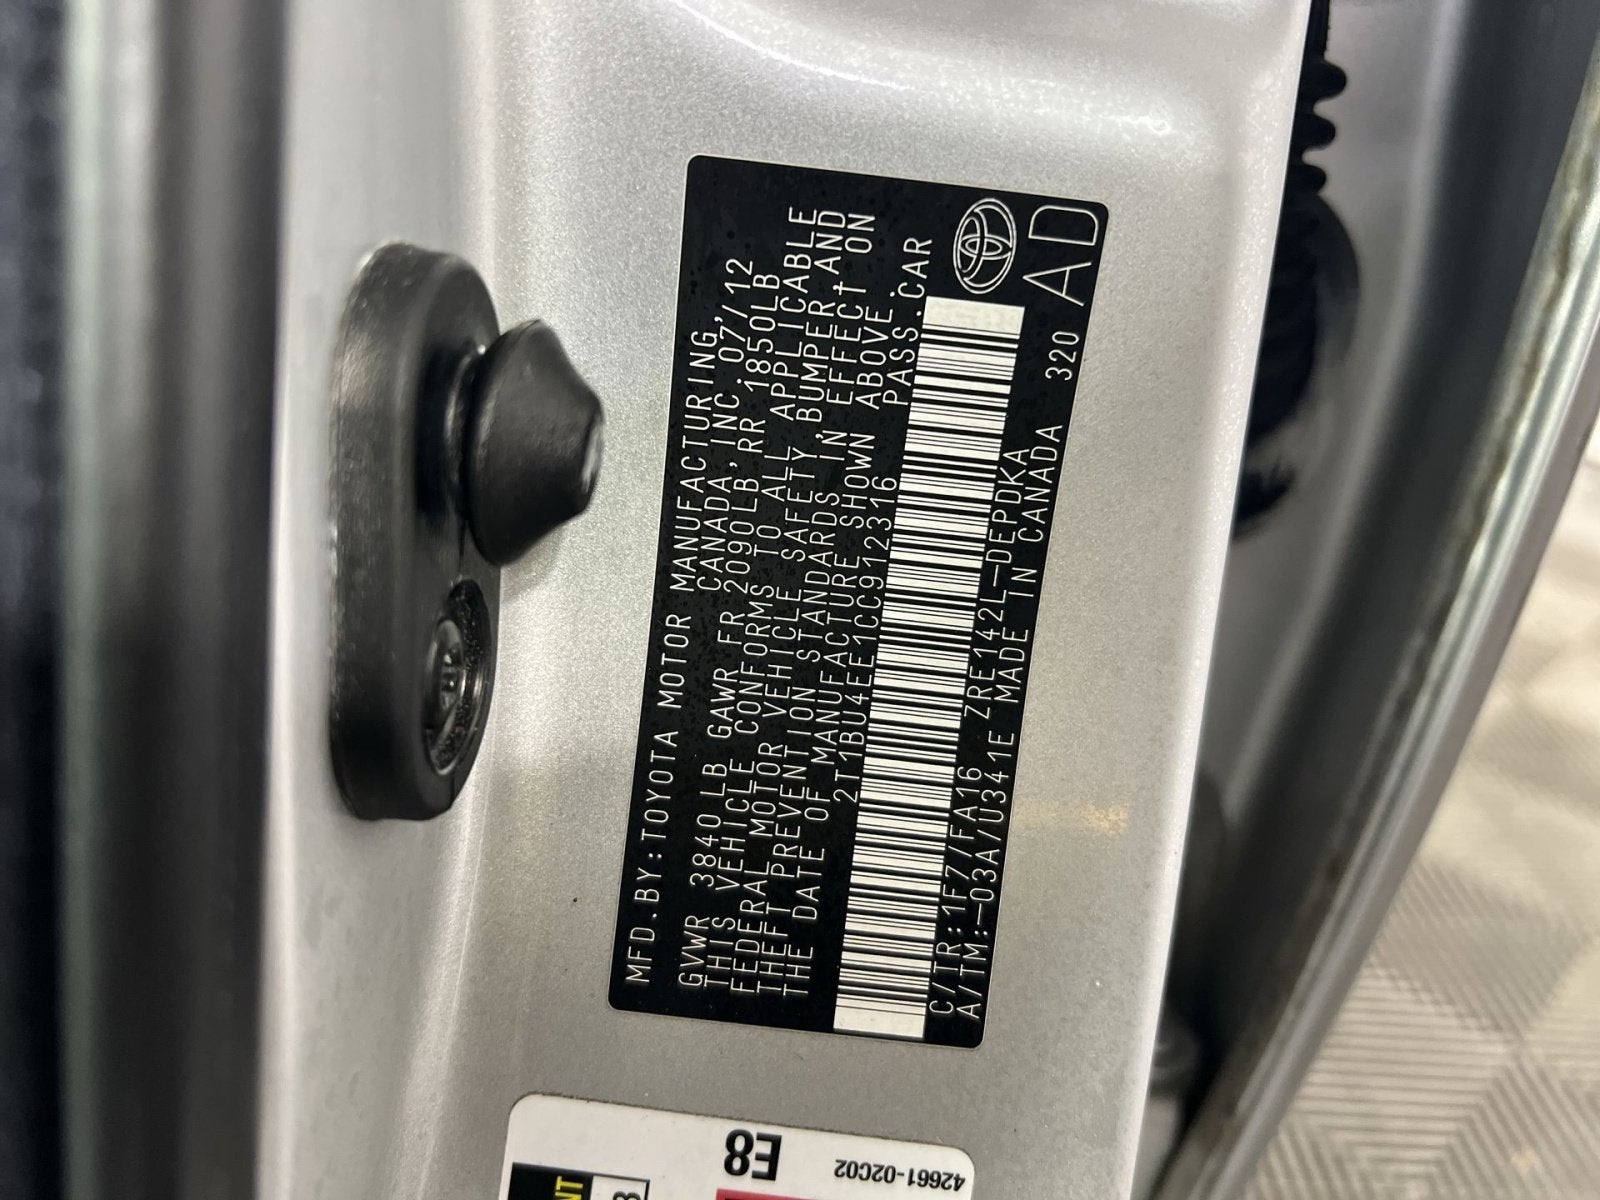 MFD.BY:TOYOTA MOTOR MANUFACTURING,
CANADA,INC.07/12
GVWR 3840 LB GAWR FR 2090LB,RR 1850LB
THIS VEHICLE CONFORMS TO ALL APPLICABLE
FEDERAL MOTOR VEHICLE SAFETY,BUMPER,AND
THEFT PREVENTION STANDARDS IN EFFECT ON
THE DATE OF MANUFACTURE SHOWN ABOVE.
2T1BU4EE1CC912316 PASS.CAR
C/TR:1F7/FA16 ZRE142L-DEPDKA
A/TM:-03A/U341E MADE IN CANADA 320
AD
E8
42661-02C02